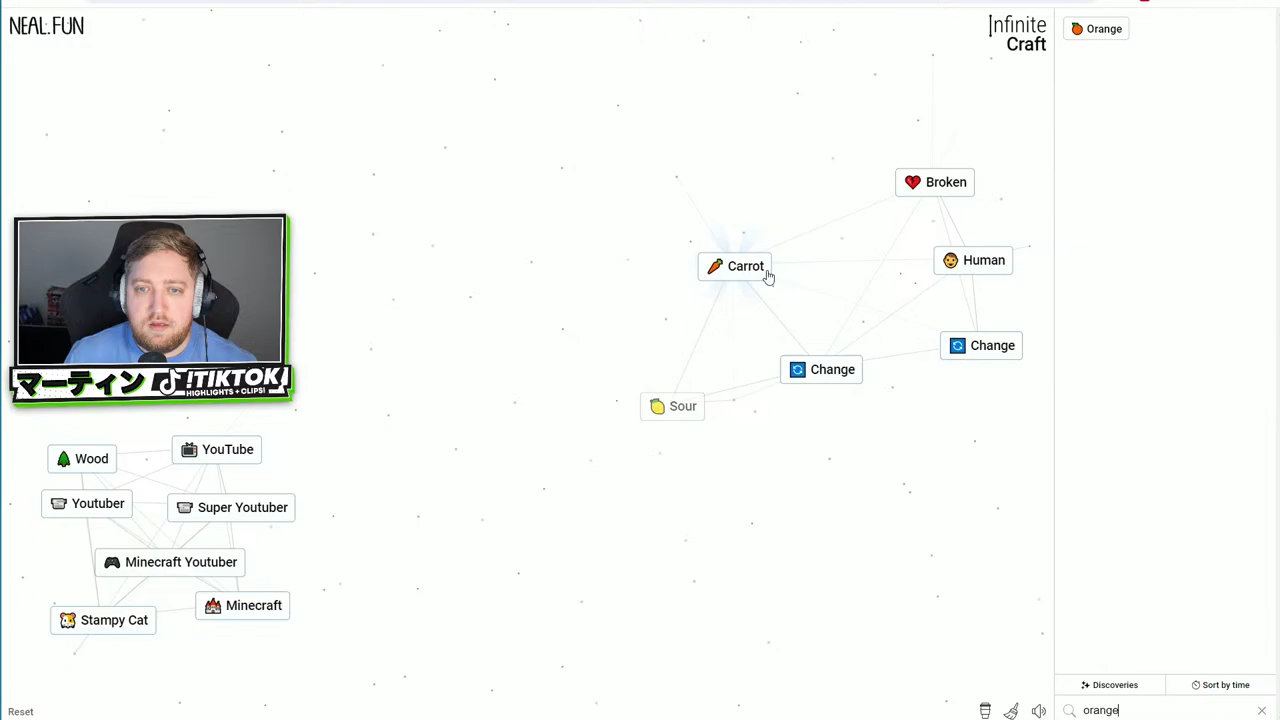 NEAL.FUN
Infinite
Craft
Orange
Broken
Carrot
Human
Change
Change
Sour
マーティン !TIKTOK
HIGHLIGHTS + CLIPS!
Wood
YouTube
Youtuber
Super Youtuber
Minecraft Youtuber
Minecraft
Stampy Cat
Discoveries
Sort by time
Reset
orange